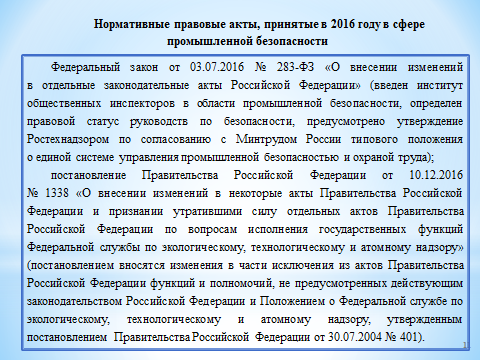 Нормативные правовые акты, принятые в 2016 году в сфере
промышленной безопасности
Федеральный закон от 03.07.2016 № 283-ФЗ «О внесении изменений
в отдельные законодательные акты Российской Федерации» (введен институт
общественных инспекторов в области промышленной безопасности, определен
правовой статус руководств по безопасности, предусмотрено утверждение
Ростехнадзором по согласованию с Минтрудом России типового положения
о единой системе управления промышленной безопасностью и охраной труда);
постановление Правительства Российской Федерации от 10.12.2016
№ 1338 «О внесении изменений в некоторые акты Правительства Российской
Федерации и признании утратившими силу отдельных актов Правительства
Российской Федерации по вопросам исполнения государственных функций
Федеральной службы по экологическому, технологическому и атомному надзору»
(постановлением вносятся изменения в части исключения из актов Правительства
Российской Федерации функций и полномочий, не предусмотренных действующим
законодательством Российской Федерации и Положением о Федеральной службе по
экологическому, технологическому и атомному надзору, утвержденным
постановлением Правительства Российской Федерации от 30.07.2004 № 401).